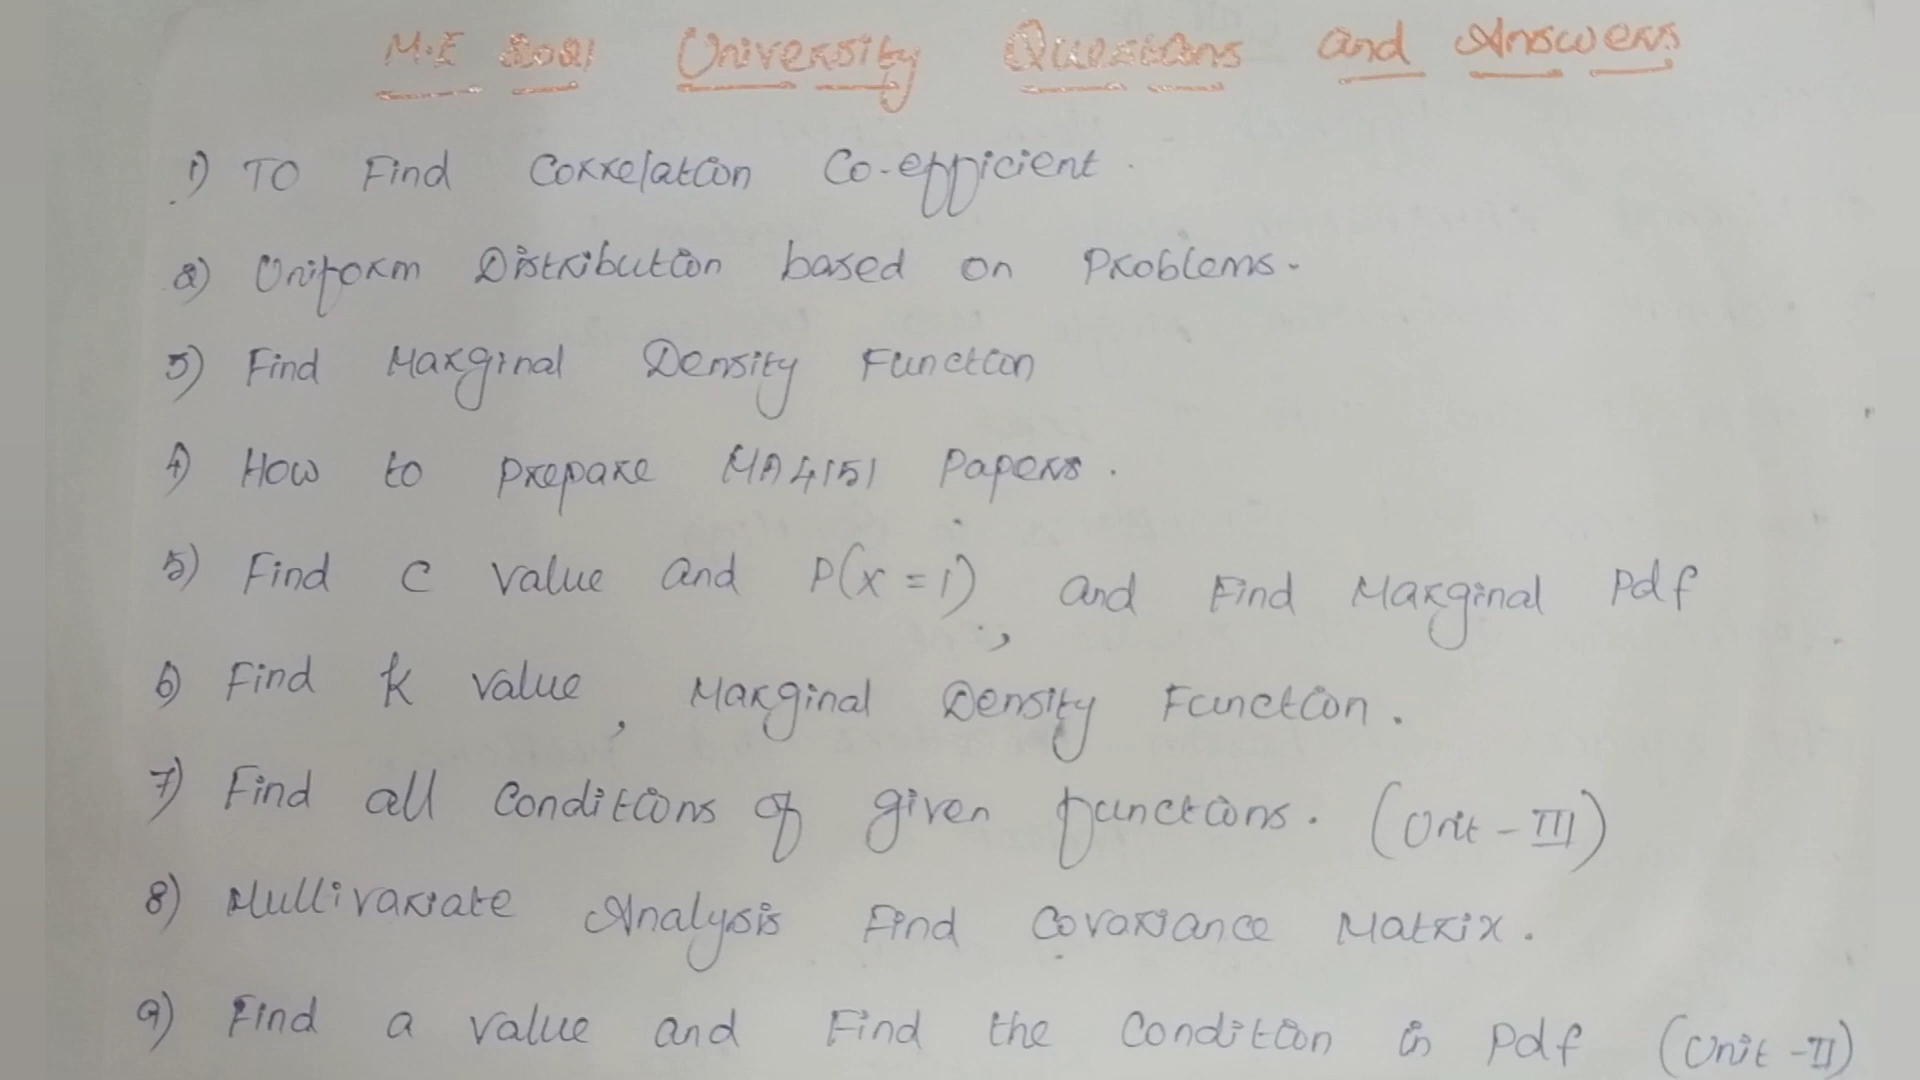 M.E 2021 University Questions and Answers
1) TO Find Correlation Co-efficient.
2) Uniform Distribution based on Problems.
3) Find Marginal Density Function
4) How to prepare MA4151 Papers.
5) Find c value and P(x=1), and Find Marginal Pdf
6) Find k value, Marginal Density Function.
7) Find all Conditions of given functions. (Unit-III)
8) Multivariate Analysis Find Covariance Matrix.
9) Find a value and Find the Condition in Pdf (Unit-II)